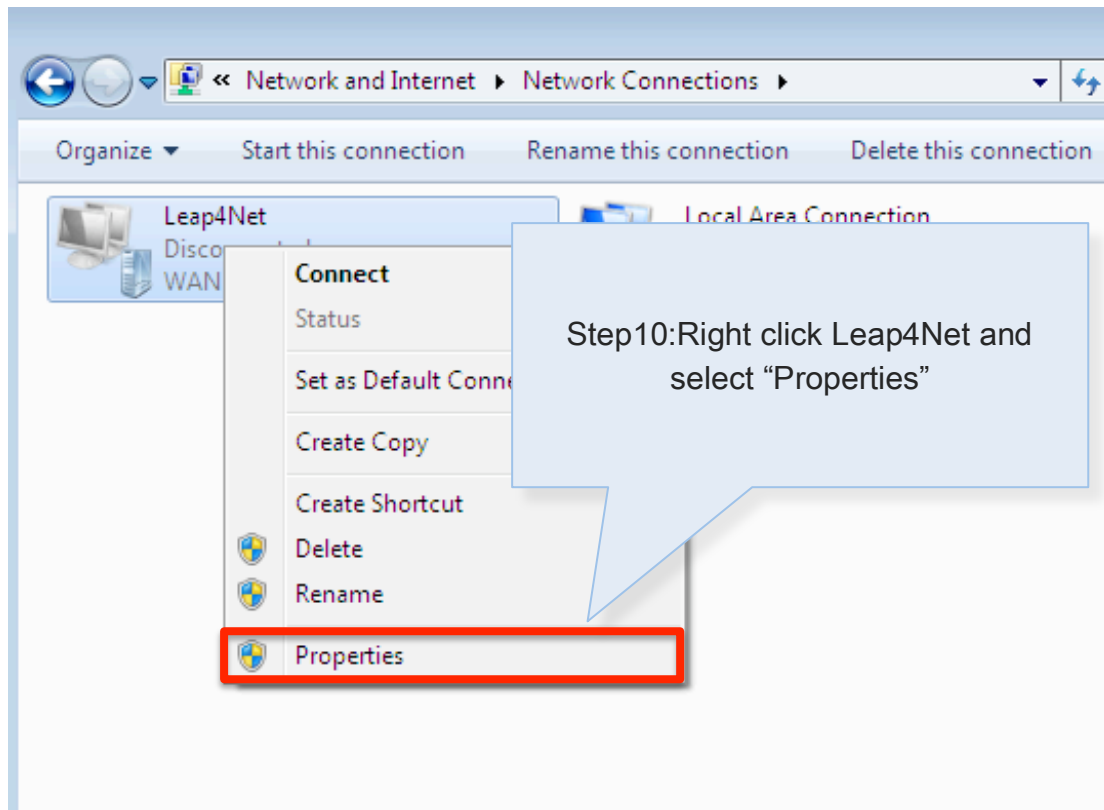 « Network and Internet ▸ Network Connections ▸
Organize ▾ Start this connection Rename this connection Delete this connection
Leap4Net
Local Area Connection
WAN
Connect
Status
Set as Default
Create Copy
Create Shortcut
Delete
Rename
Properties
Step10:Right click Leap4Net and
select “Properties”